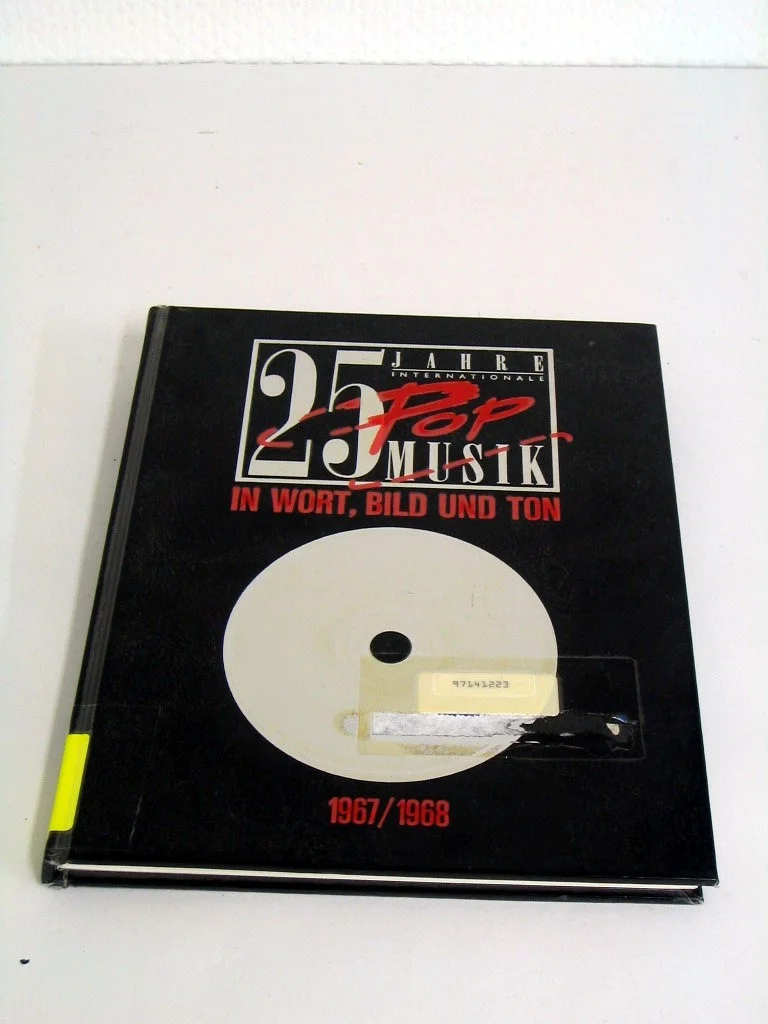 25 JAHRE
INTERNATIONALE
POP
MUSIK
IN WORT, BILD UND TON
97141223
1967/1968